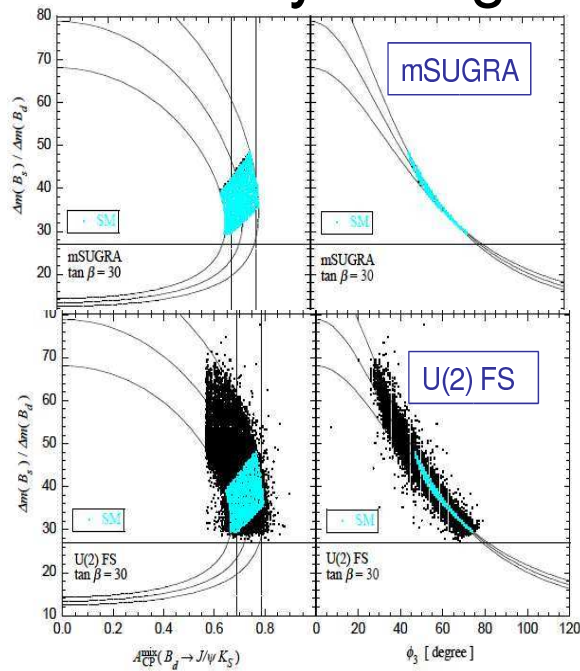 80
70
60
50
40
30
20
Δm(B_s) / Δm(B_d)
SM
mSUGRA
tan β = 30
mSUGRA
SM
mSUGRA
tan β = 30
70
60
50
40
30
20
10
Δm(B_s) / Δm(B_d)
SM
U(2) FS
tan β = 30
0.0 0.2 0.4 0.6 0.8
A_CP^mix(B_d → J/ψ K_S)
U(2) FS
SM
U(2) FS
tan β = 30
0 20 40 60 80 100 120
ϕ_3 [ degree ]